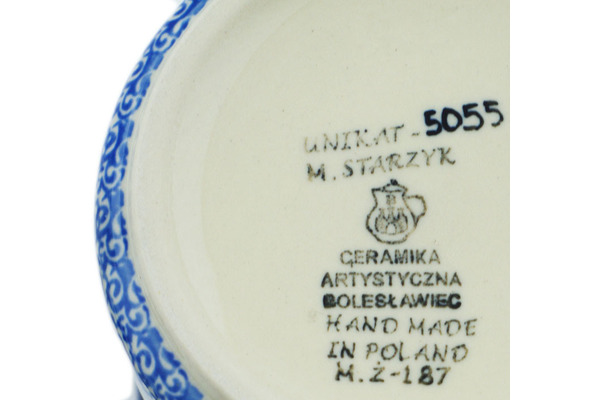 UNIKAT-5055
M. STARZYK
B
CERAMIKA
ARTYSTYCZNA
BOLESŁAWIEC
HAND MADE
IN POLAND
M.Ż-187